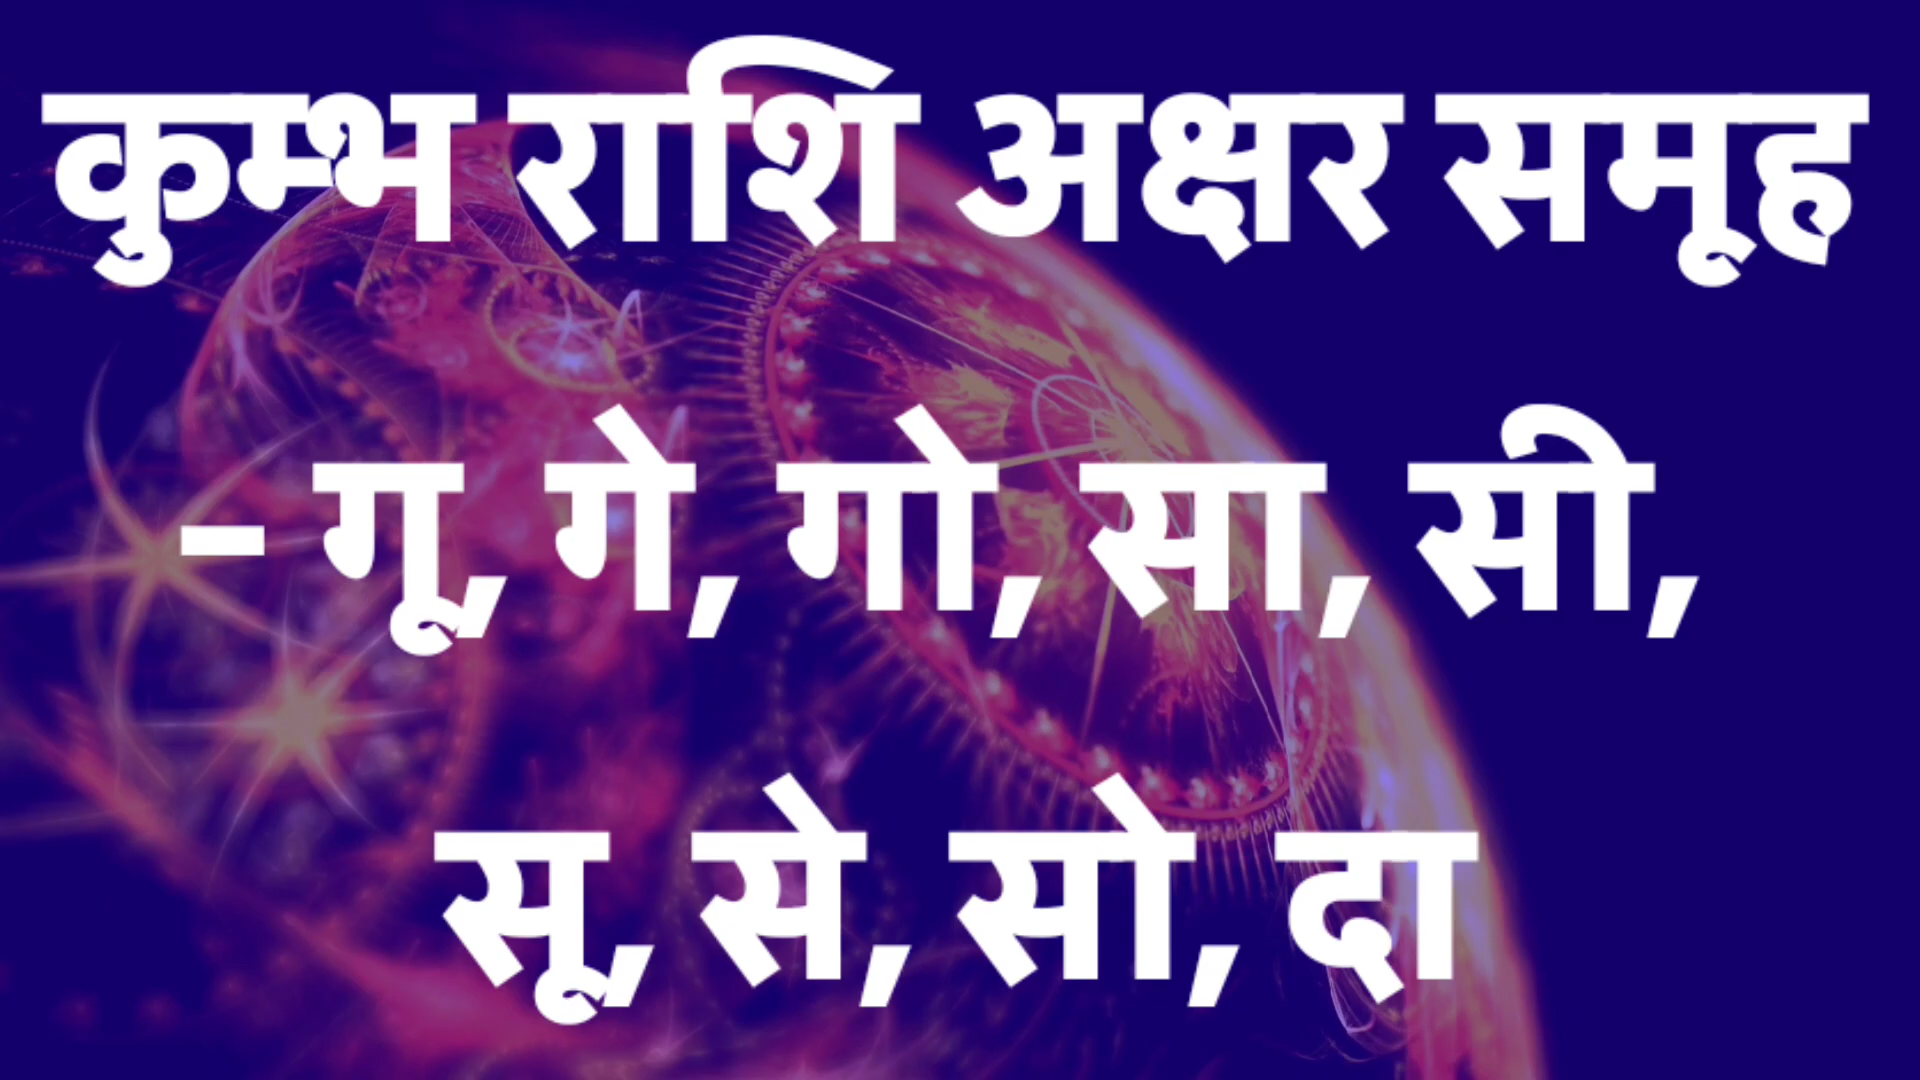 कुम्भ राशि अक्षर समूह
- गू, गे, गो, सा, सी,
सू, से, सो, दा